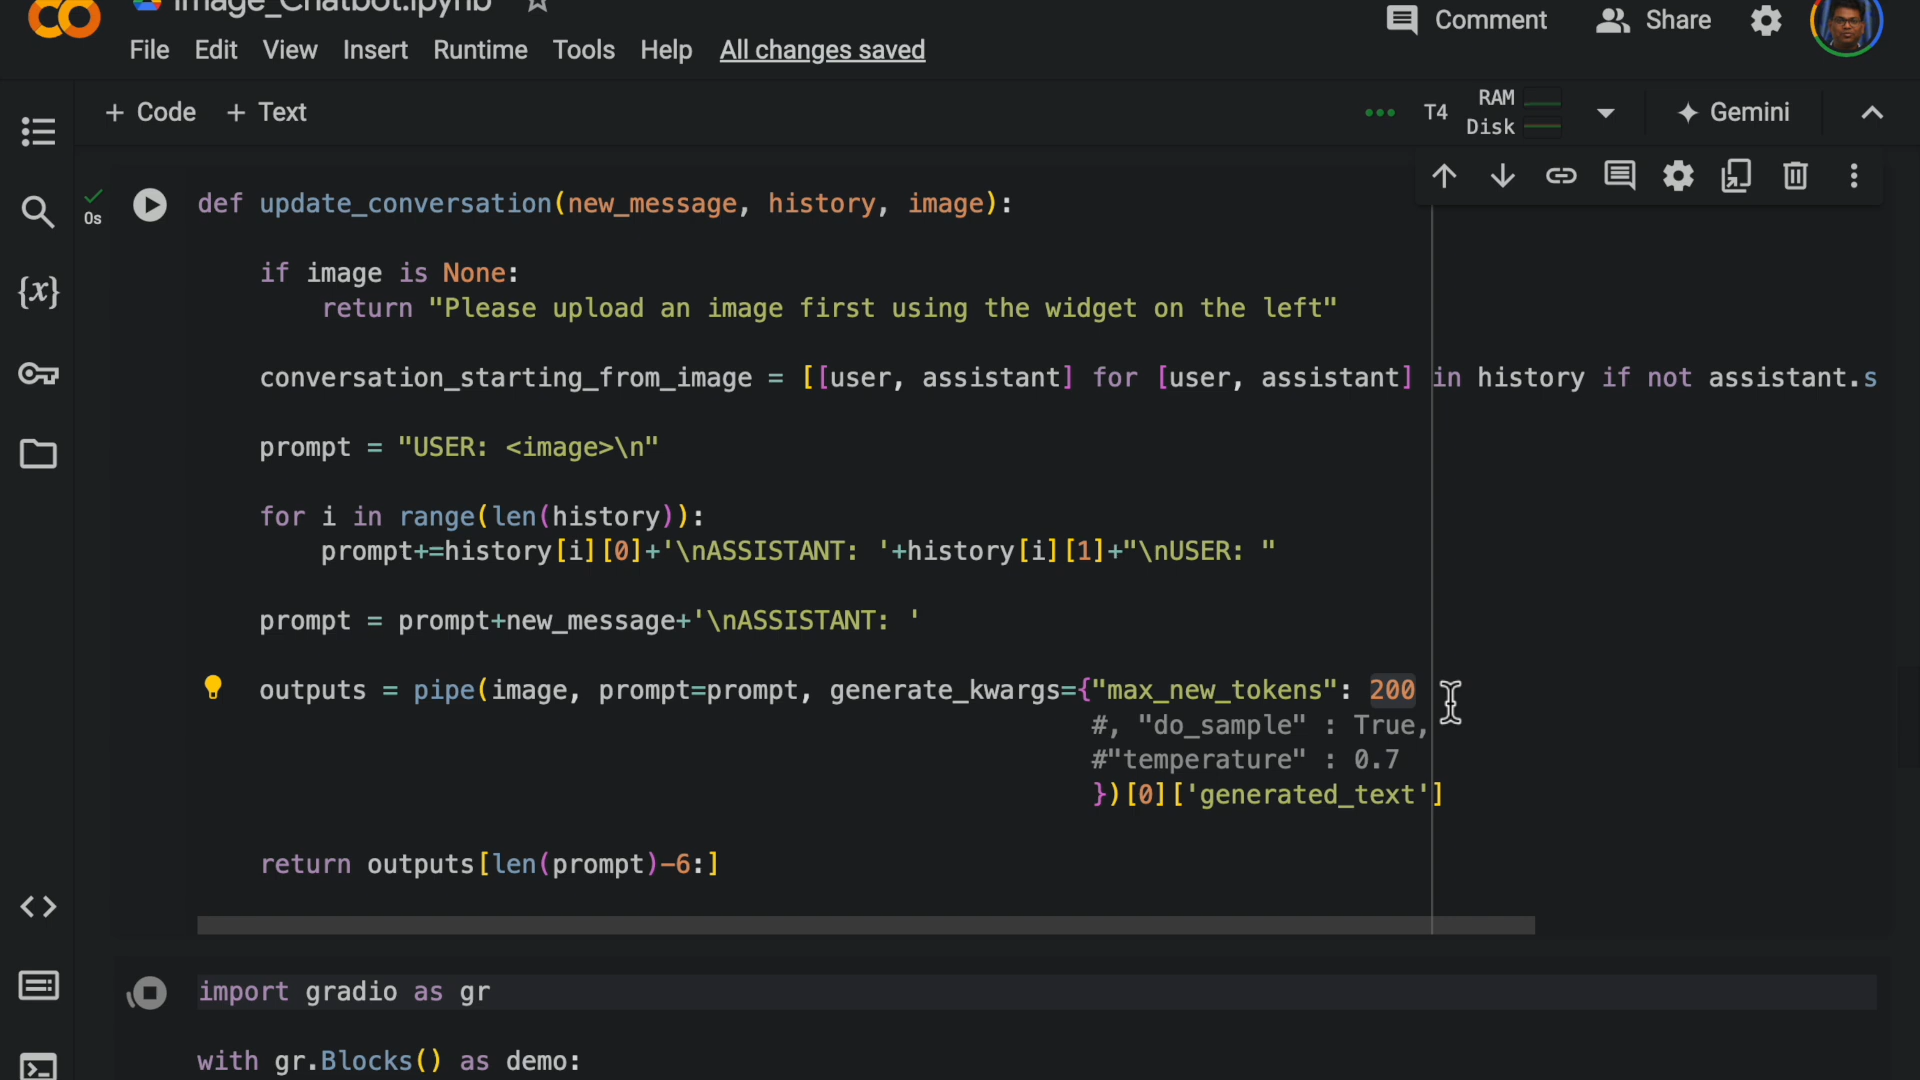 Image_Chatbot.ipynb
Comment
Share
File Edit View Insert Runtime Tools Help All changes saved
+ Code + Text
T4
RAM
Disk
Gemini
0s
def update_conversation(new_message, history, image):
if image is None:
return "Please upload an image first using the widget on the left"
conversation_starting_from_image = [[user, assistant] for [user, assistant] in history if not assistant.s
prompt = "USER: <image>\n"
for i in range(len(history)):
prompt+=history[i][0]+'\nASSISTANT: '+history[i][1]+"\nUSER: "
prompt = prompt+new_message+'\nASSISTANT: '
outputs = pipe(image, prompt=prompt, generate_kwargs={"max_new_tokens": 200
#, "do_sample" : True,
#"temperature" : 0.7
})[0]['generated_text']
return outputs[len(prompt)-6:]
import gradio as gr
with gr.Blocks() as demo: